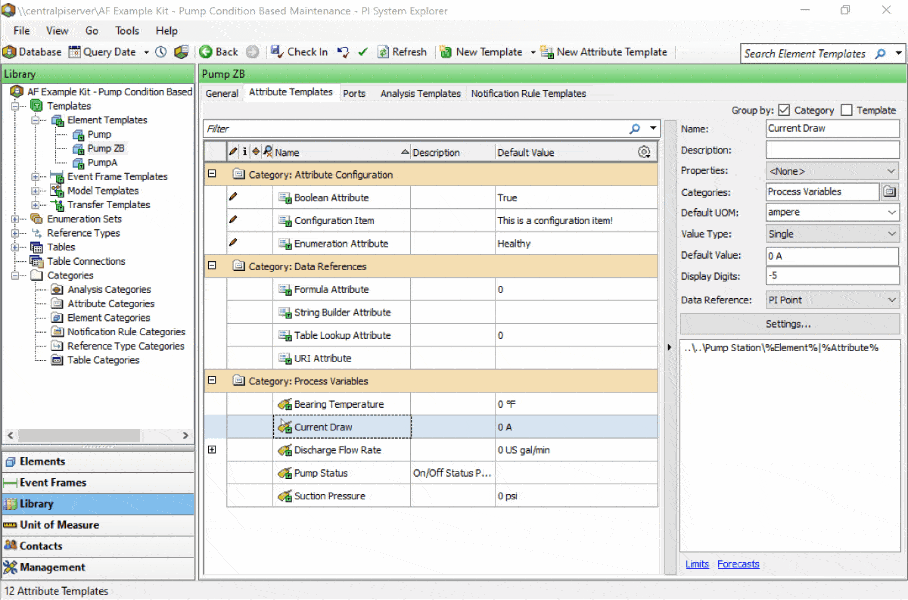 \\centralpiserver\AF Example Kit - Pump Condition Based Maintenance - PI System Explorer
File View Go Tools Help
Database Query Date Back Check In Refresh New Template New Attribute Template Search Element Templates
Library
AF Example Kit - Pump Condition Based
Templates
Element Templates
Pump
Pump ZB
PumpA
Event Frame Templates
Model Templates
Transfer Templates
Enumeration Sets
Reference Types
Tables
Table Connections
Categories
Analysis Categories
Attribute Categories
Element Categories
Notification Rule Categories
Reference Type Categories
Table Categories
Elements
Event Frames
Library
Unit of Measure
Contacts
Management
Pump ZB
General Attribute Templates Ports Analysis Templates Notification Rule Templates
Group by: Category Template
Filter
Name Description Default Value
Category: Attribute Configuration
Boolean Attribute True
Configuration Item This is a configuration item!
Enumeration Attribute Healthy
Category: Data References
Formula Attribute 0
String Builder Attribute
Table Lookup Attribute 0
URI Attribute
Category: Process Variables
Bearing Temperature 0 °F
Current Draw 0 A
Discharge Flow Rate 0 US gal/min
Pump Status On/Off Status P...
Suction Pressure 0 psi
Name: Current Draw
Description:
Properties: <None>
Categories: Process Variables
Default UOM: ampere
Value Type: Single
Default Value: 0 A
Display Digits: -5
Data Reference: PI Point
Settings...
..\..\Pump Station\%Element%|%Attribute%
Limits Forecasts
12 Attribute Templates